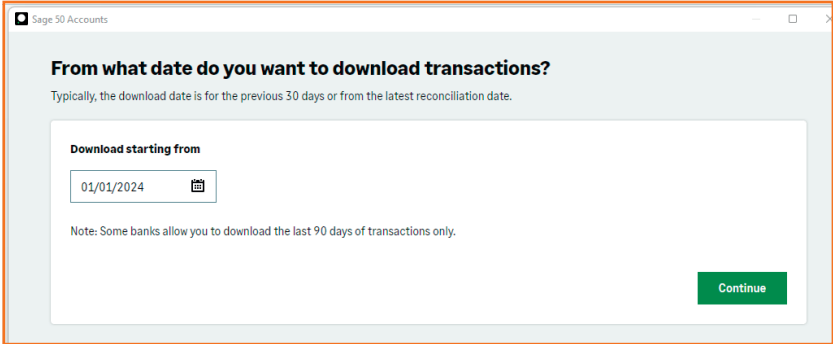 Sage 50 Accounts
From what date do you want to download transactions?
Typically, the download date is for the previous 30 days or from the latest reconciliation date.
Download starting from
01/01/2024
Note: Some banks allow you to download the last 90 days of transactions only.
Continue